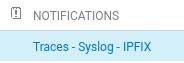 NOTIFICATIONS
Traces - Syslog - IPFIX